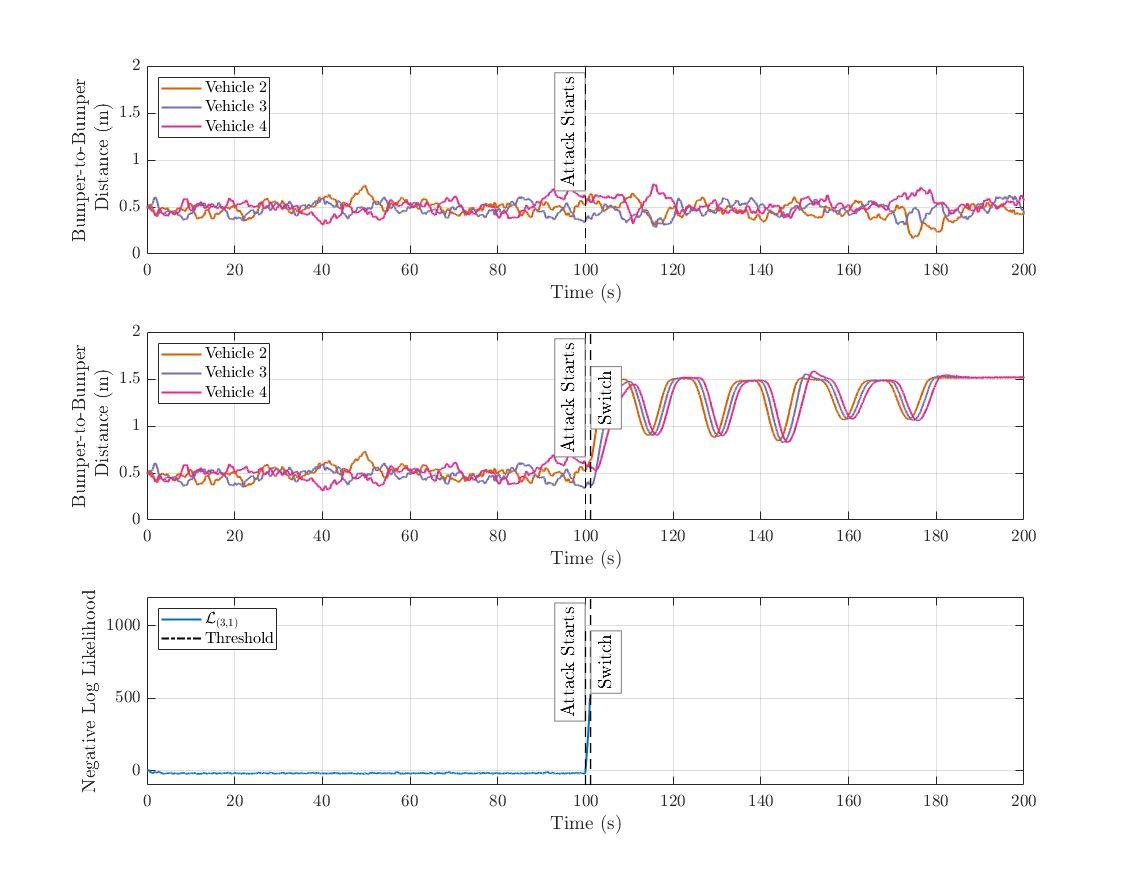 Bumper-to-Bumper
Distance (m)
2
1.5
1
0.5
0
Vehicle 2
Vehicle 3
Vehicle 4
Attack Starts
0 20 40 60 80 100 120 140 160 180 200
Time (s)
Bumper-to-Bumper
Distance (m)
2
1.5
1
0.5
0
Vehicle 2
Vehicle 3
Vehicle 4
Attack Starts
Switch
0 20 40 60 80 100 120 140 160 180 200
Time (s)
Negative Log Likelihood
1000
500
0
ℒ(3,1)
Threshold
Attack Starts
Switch
0 20 40 60 80 100 120 140 160 180 200
Time (s)